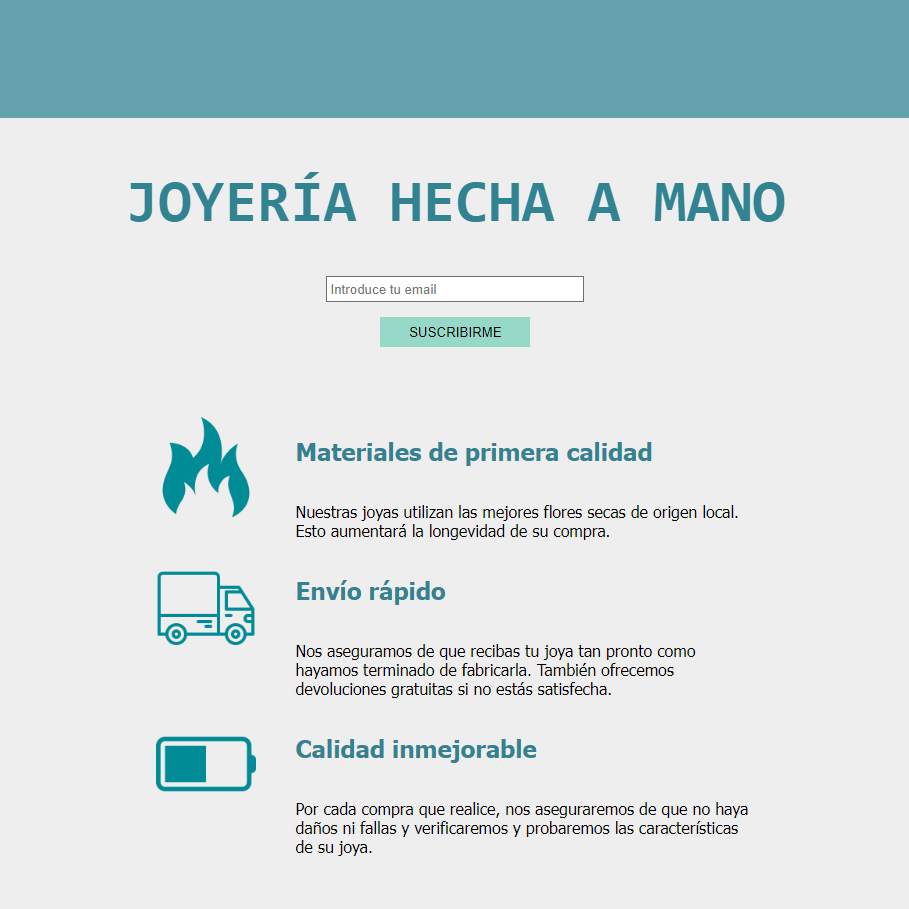 JOYERÍA HECHA A MANO
Introduce tu email
SUSCRIBIRME
Materiales de primera calidad
Nuestras joyas utilizan las mejores flores secas de origen local.
Esto aumentará la longevidad de su compra.
Envío rápido
Nos aseguramos de que recibas tu joya tan pronto como
hayamos terminado de fabricarla. También ofrecemos
devoluciones gratuitas si no estás satisfecha.
Calidad inmejorable
Por cada compra que realice, nos aseguraremos de que no haya
daños ni fallas y verificaremos y probaremos las características
de su joya.